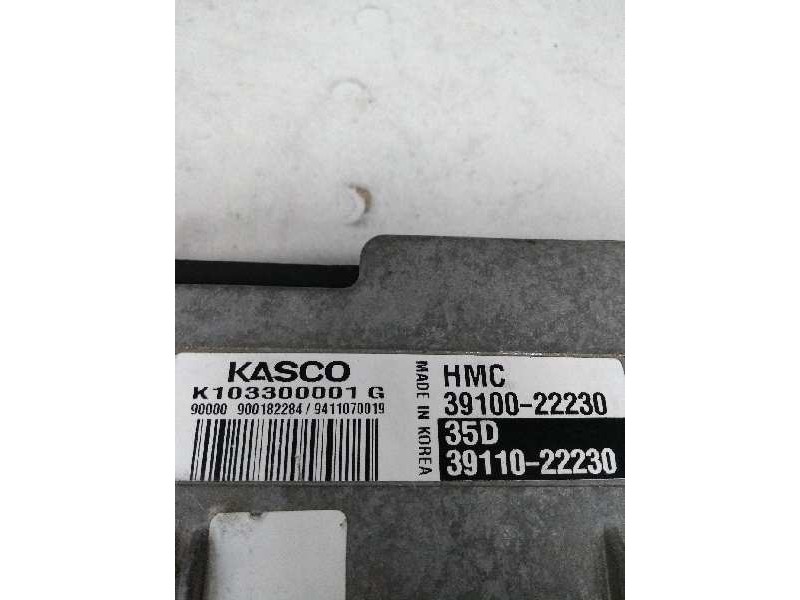 KASCO
K103300001 G
90000 900182284 / 9411070019
MADE IN KOREA
HMC
39100-22230
35D
39110-22230